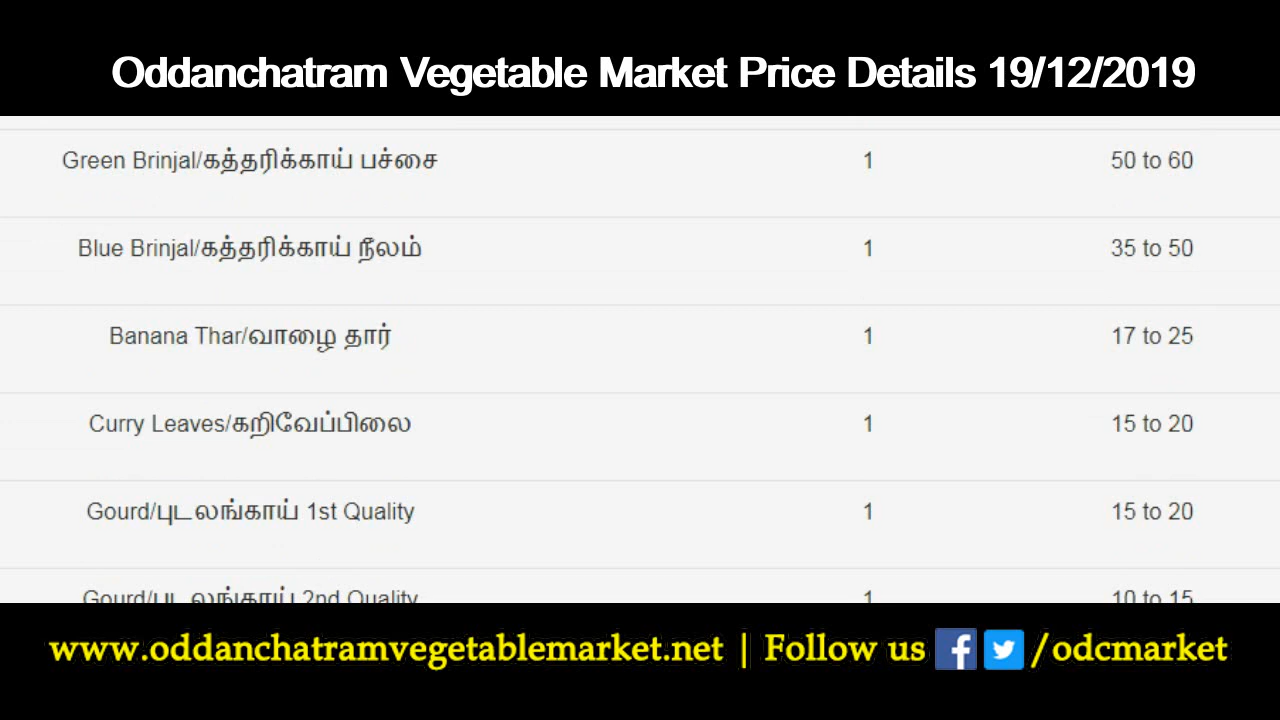 Oddanchatram Vegetable Market Price Details 19/12/2019
Green Brinjal/கத்தரிக்காய் பச்சை 1 50 to 60
Blue Brinjal/கத்தரிக்காய் நீலம் 1 35 to 50
Banana Thar/வாழை தார் 1 17 to 25
Curry Leaves/கறிவேப்பிலை 1 15 to 20
Gourd/புடலங்காய் 1st Quality 1 15 to 20
Gourd/புடலங்காய் 2nd Quality 1 10 to 15
www.oddanchatramvegetablemarket.net | Follow us f /odcmarket